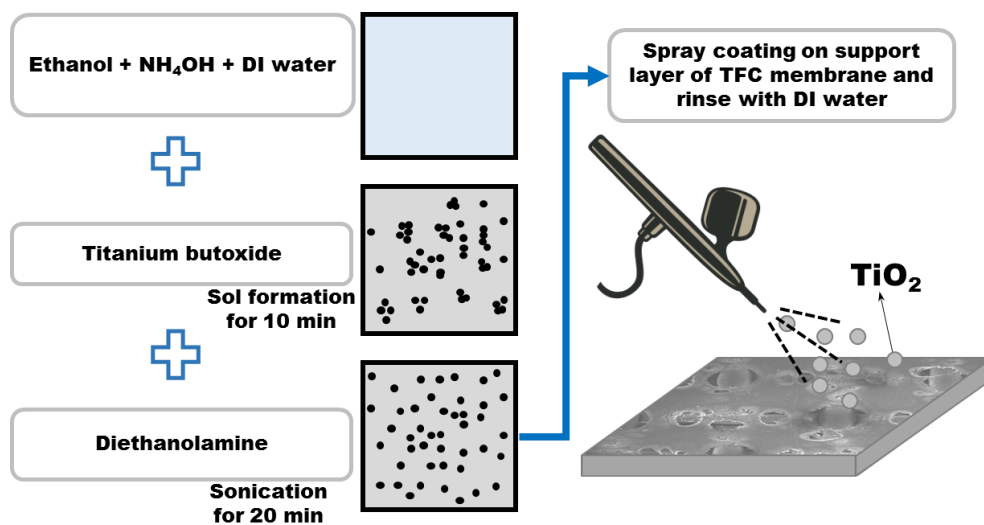 Ethanol + NH₄OH + DI water
Titanium butoxide
Sol formation
for 10 min
Diethanolamine
Sonication
for 20 min
Spray coating on support
layer of TFC membrane and
rinse with DI water
TiO₂